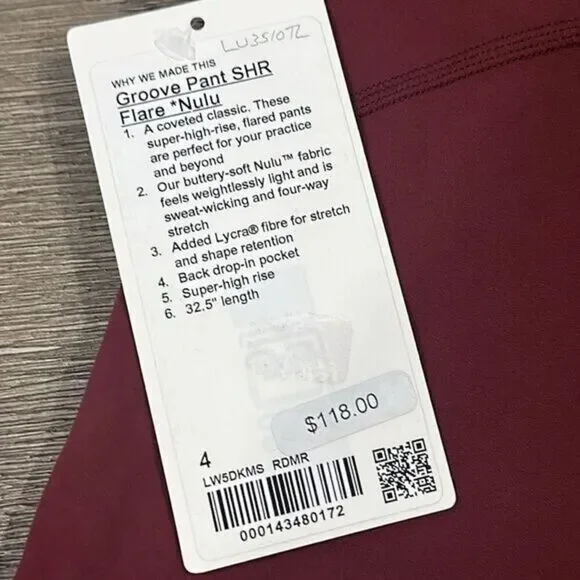 LU3510TL
WHY WE MADE THIS
Groove Pant SHR
Flare *Nulu
1. A coveted classic. These
super-high-rise, flared pants
are perfect for your practice
and beyond
2. Our buttery-soft Nulu™ fabric
feels weightlessly light and is
sweat-wicking and four-way
stretch
3. Added Lycra® fibre for stretch
and shape retention
4. Back drop-in pocket
5. Super-high rise
6. 32.5" length
$118.00
4
LW5DKMS RDMR
000143480172